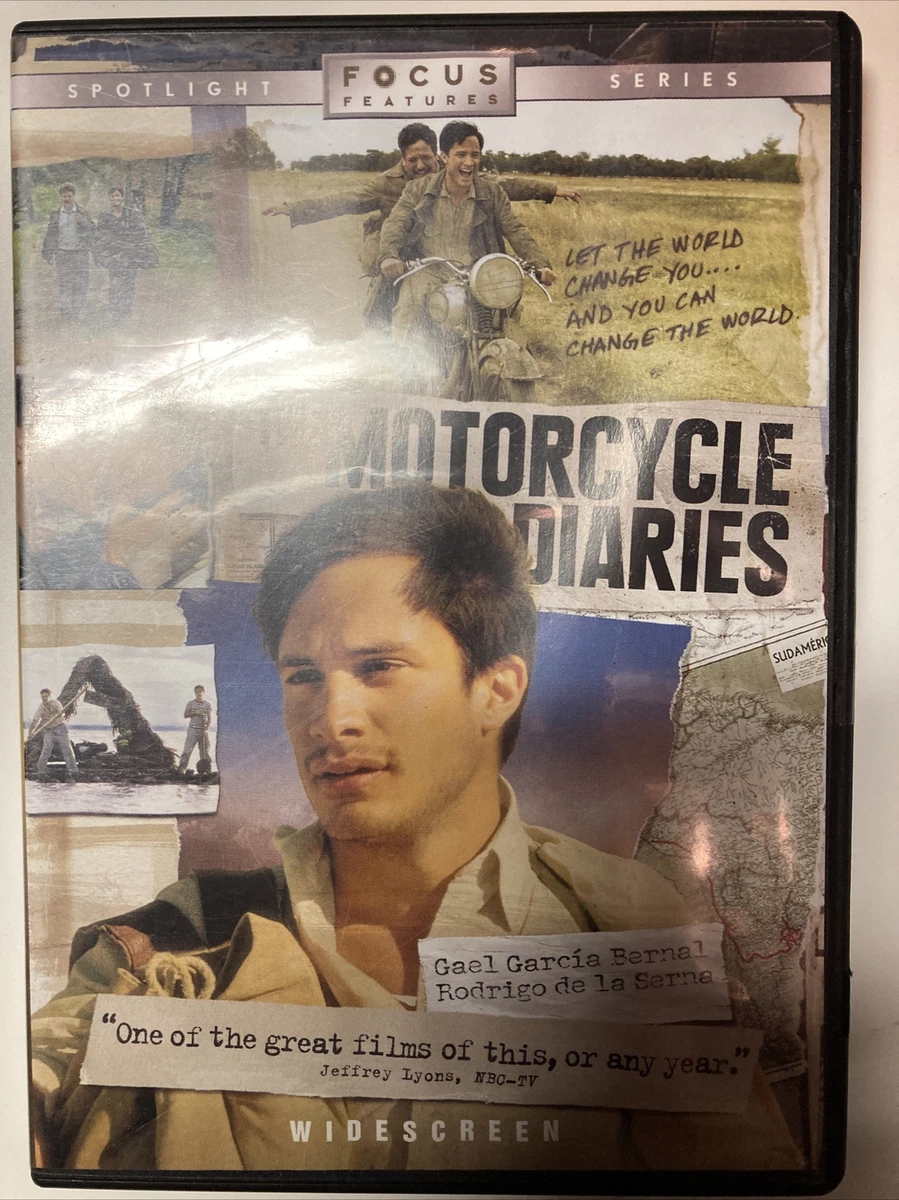 SPOTLIGHT
FOCUS
FEATURES
SERIES
LET THE WORLD
CHANGE YOU....
AND YOU CAN
CHANGE THE WORLD.
MOTORCYCLE
DIARIES
SUDAMÉRIC
Gael García Bernal
Rodrigo de la Serna
“One of the great films of this, or any year.”
Jeffrey Lyons, NBC-TV
WIDESCREEN